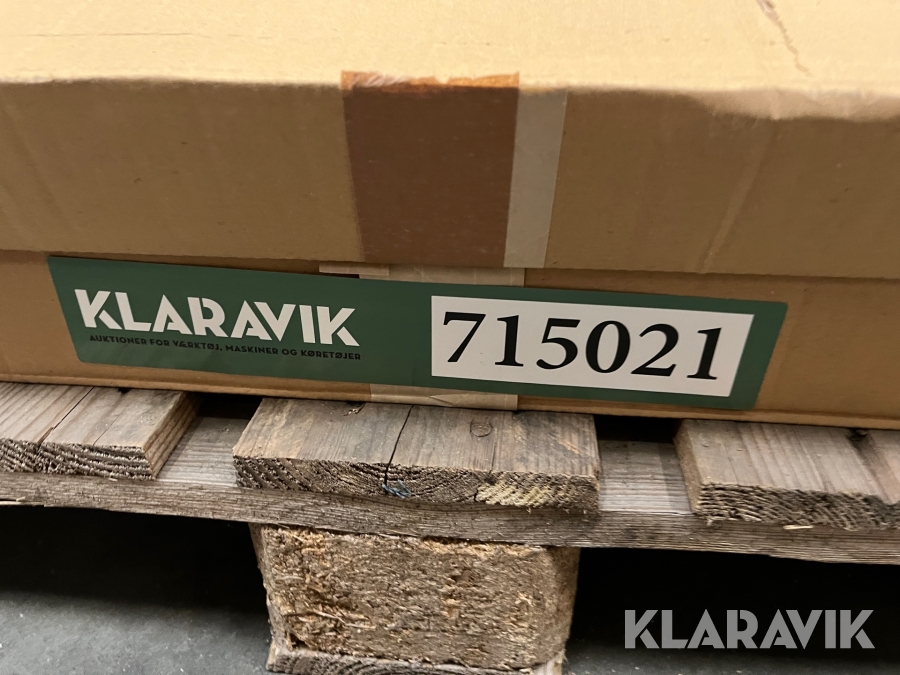 KLARAVIK
AUKTIONER FOR VÆRKTØJ, MASKINER OG KØRETØJER
715021
KLARAVIK